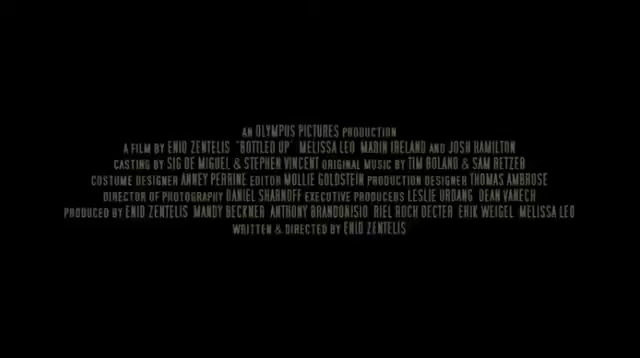 AN OLYMPUS PICTURES PRODUCTION
A FILM BY ENID ZENTELIS "BOTTLED UP" MELISSA LEO MARIN IRELAND AND JOSH HAMILTON
CASTING BY SIG DE MIGUEL & STEPHEN VINCENT ORIGINAL MUSIC BY TIM BOLAND & SAM RETZER
COSTUME DESIGNER ANNEY PERRINE EDITOR MOLLIE GOLDSTEIN PRODUCTION DESIGNER THOMAS AMBROSE
DIRECTOR OF PHOTOGRAPHY DANIEL SHARNOFF EXECUTIVE PRODUCERS LESLIE URDANG DEAN VANECH
PRODUCED BY ENID ZENTELIS MANDY BECKNER ANTHONY BRANDONISIO RIEL ROCH DECTER ERIK WEIGEL MELISSA LEO
WRITTEN & DIRECTED BY ENID ZENTELIS